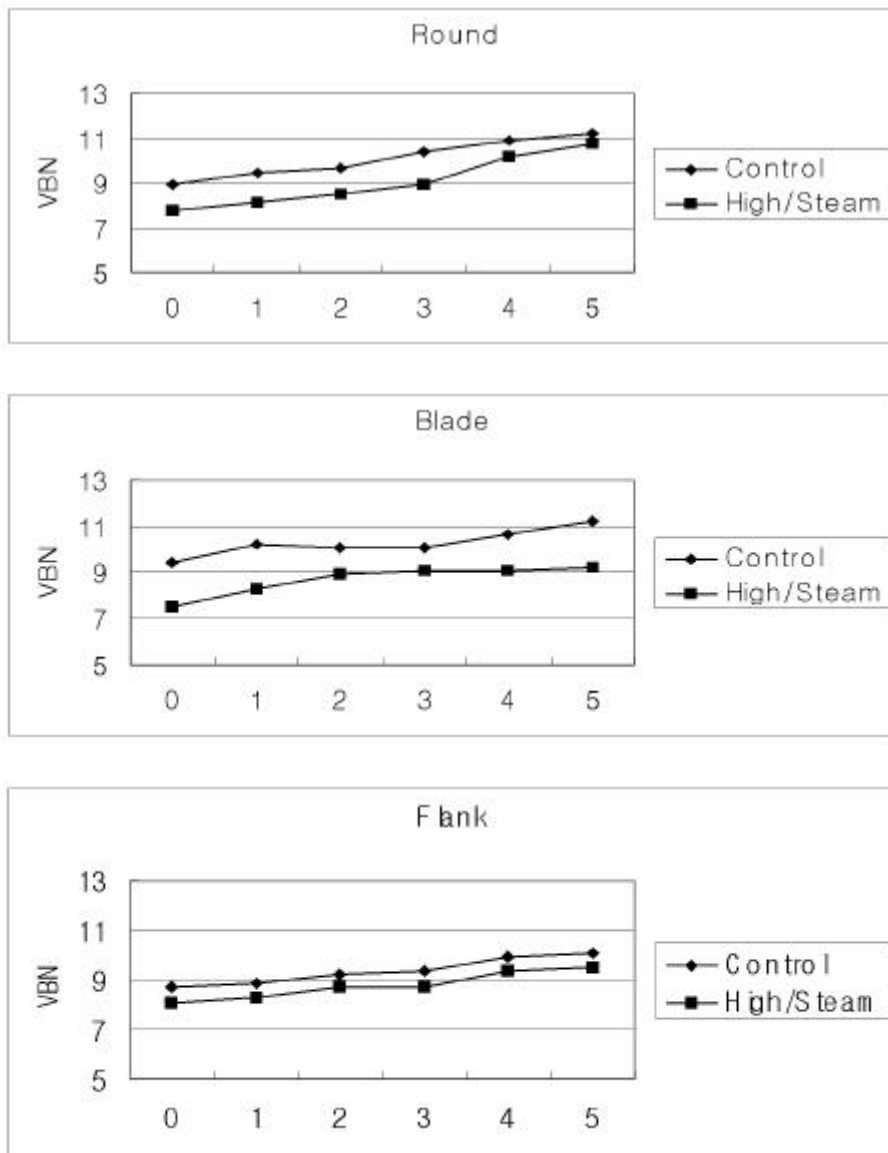 Round
13
11
9
7
5
VBN
0 1 2 3 4 5
Control
High/Steam
Blade
13
11
9
7
5
VBN
0 1 2 3 4 5
Control
High/Steam
Flank
13
11
9
7
5
VBN
0 1 2 3 4 5
Control
High/Steam